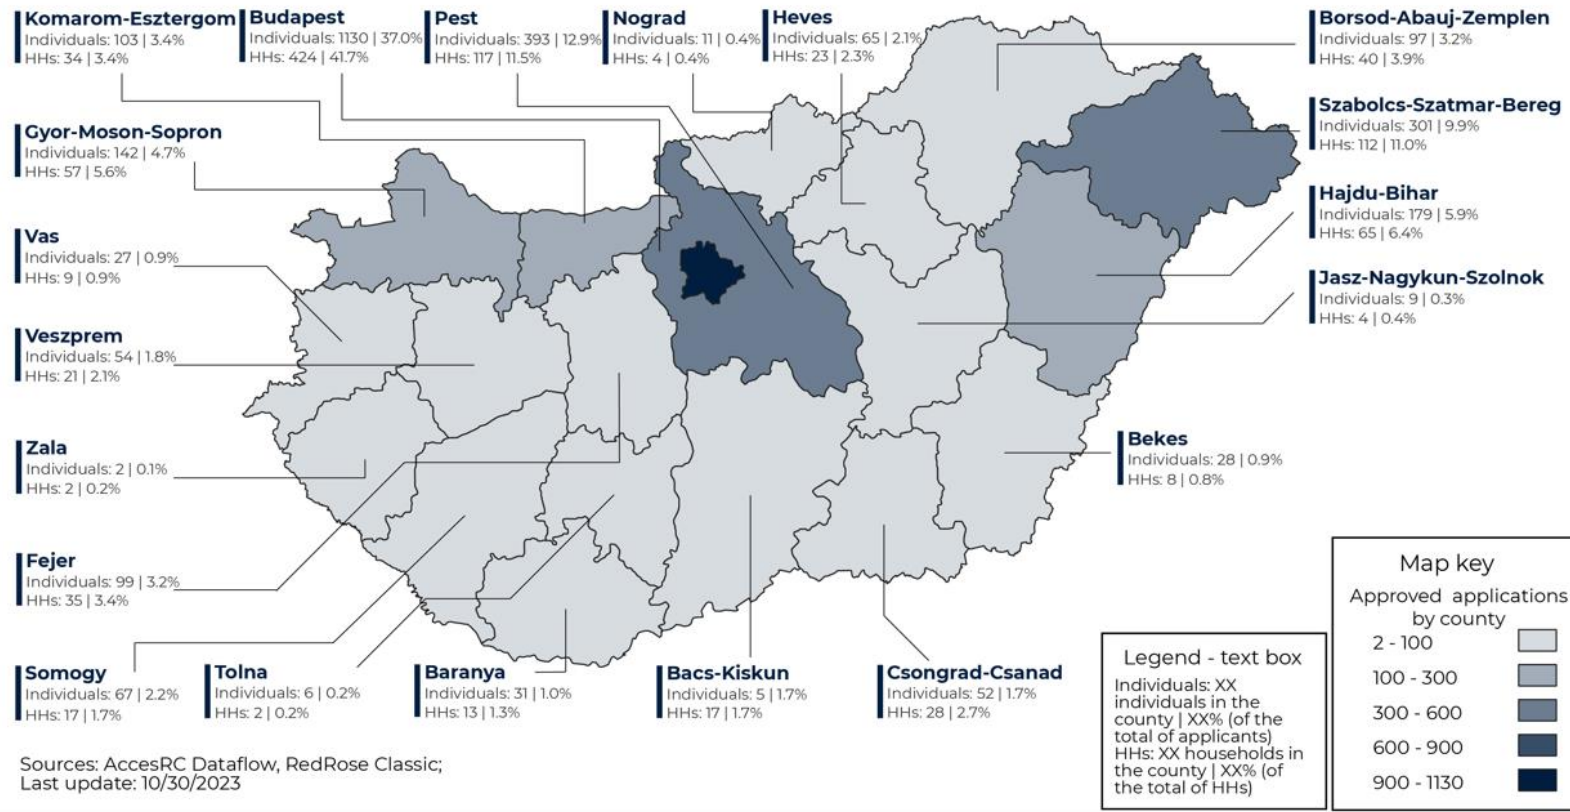 Komarom-Esztergom
Individuals: 103 | 3.4%
HHs: 34 | 3.4%
Budapest
Individuals: 1130 | 37.0%
HHs: 424 | 41.7%
Pest
Individuals: 393 | 12.9%
HHs: 117 | 11.5%
Nograd
Individuals: 11 | 0.4%
HHs: 4 | 0.4%
Heves
Individuals: 65 | 2.1%
HHs: 23 | 2.3%
Borsod-Abauj-Zemplen
Individuals: 97 | 3.2%
HHs: 40 | 3.9%
Szabolcs-Szatmar-Bereg
Individuals: 301 | 9.9%
HHs: 112 | 11.0%
Gyor-Moson-Sopron
Individuals: 142 | 4.7%
HHs: 57 | 5.6%
Hajdu-Bihar
Individuals: 179 | 5.9%
HHs: 65 | 6.4%
Vas
Individuals: 27 | 0.9%
HHs: 9 | 0.9%
Jasz-Nagykun-Szolnok
Individuals: 9 | 0.3%
HHs: 4 | 0.4%
Veszprem
Individuals: 54 | 1.8%
HHs: 21 | 2.1%
Zala
Individuals: 2 | 0.1%
HHs: 2 | 0.2%
Bekes
Individuals: 28 | 0.9%
HHs: 8 | 0.8%
Fejer
Individuals: 99 | 3.2%
HHs: 35 | 3.4%
Somogy
Individuals: 67 | 2.2%
HHs: 17 | 1.7%
Tolna
Individuals: 6 | 0.2%
HHs: 2 | 0.2%
Baranya
Individuals: 31 | 1.0%
HHs: 13 | 1.3%
Bacs-Kiskun
Individuals: 5 | 1.7%
HHs: 17 | 1.7%
Csongrad-Csanad
Individuals: 52 | 1.7%
HHs: 28 | 2.7%
Legend - text box
Individuals: XX
individuals in the
county | XX% (of the
total of applicants)
HHs: XX households in
the county | XX% (of
the total of HHs)
Map key
Approved applications
by county
2 - 100
100 - 300
300 - 600
600 - 900
900 - 1130
Sources: AccesRC Dataflow, RedRose Classic;
Last update: 10/30/2023